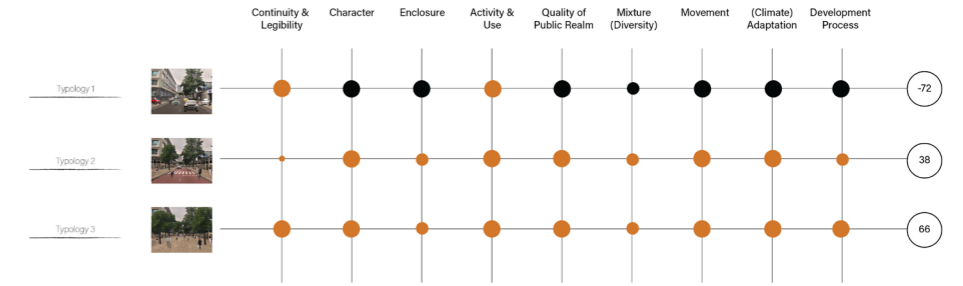 Continuity &
Legibility
Character
Enclosure
Activity &
Use
Quality of
Public Realm
Mixture
(Diversity)
Movement
(Climate)
Adaptation
Development
Process
Typology 1
-72
Typology 2
38
Typology 3
66